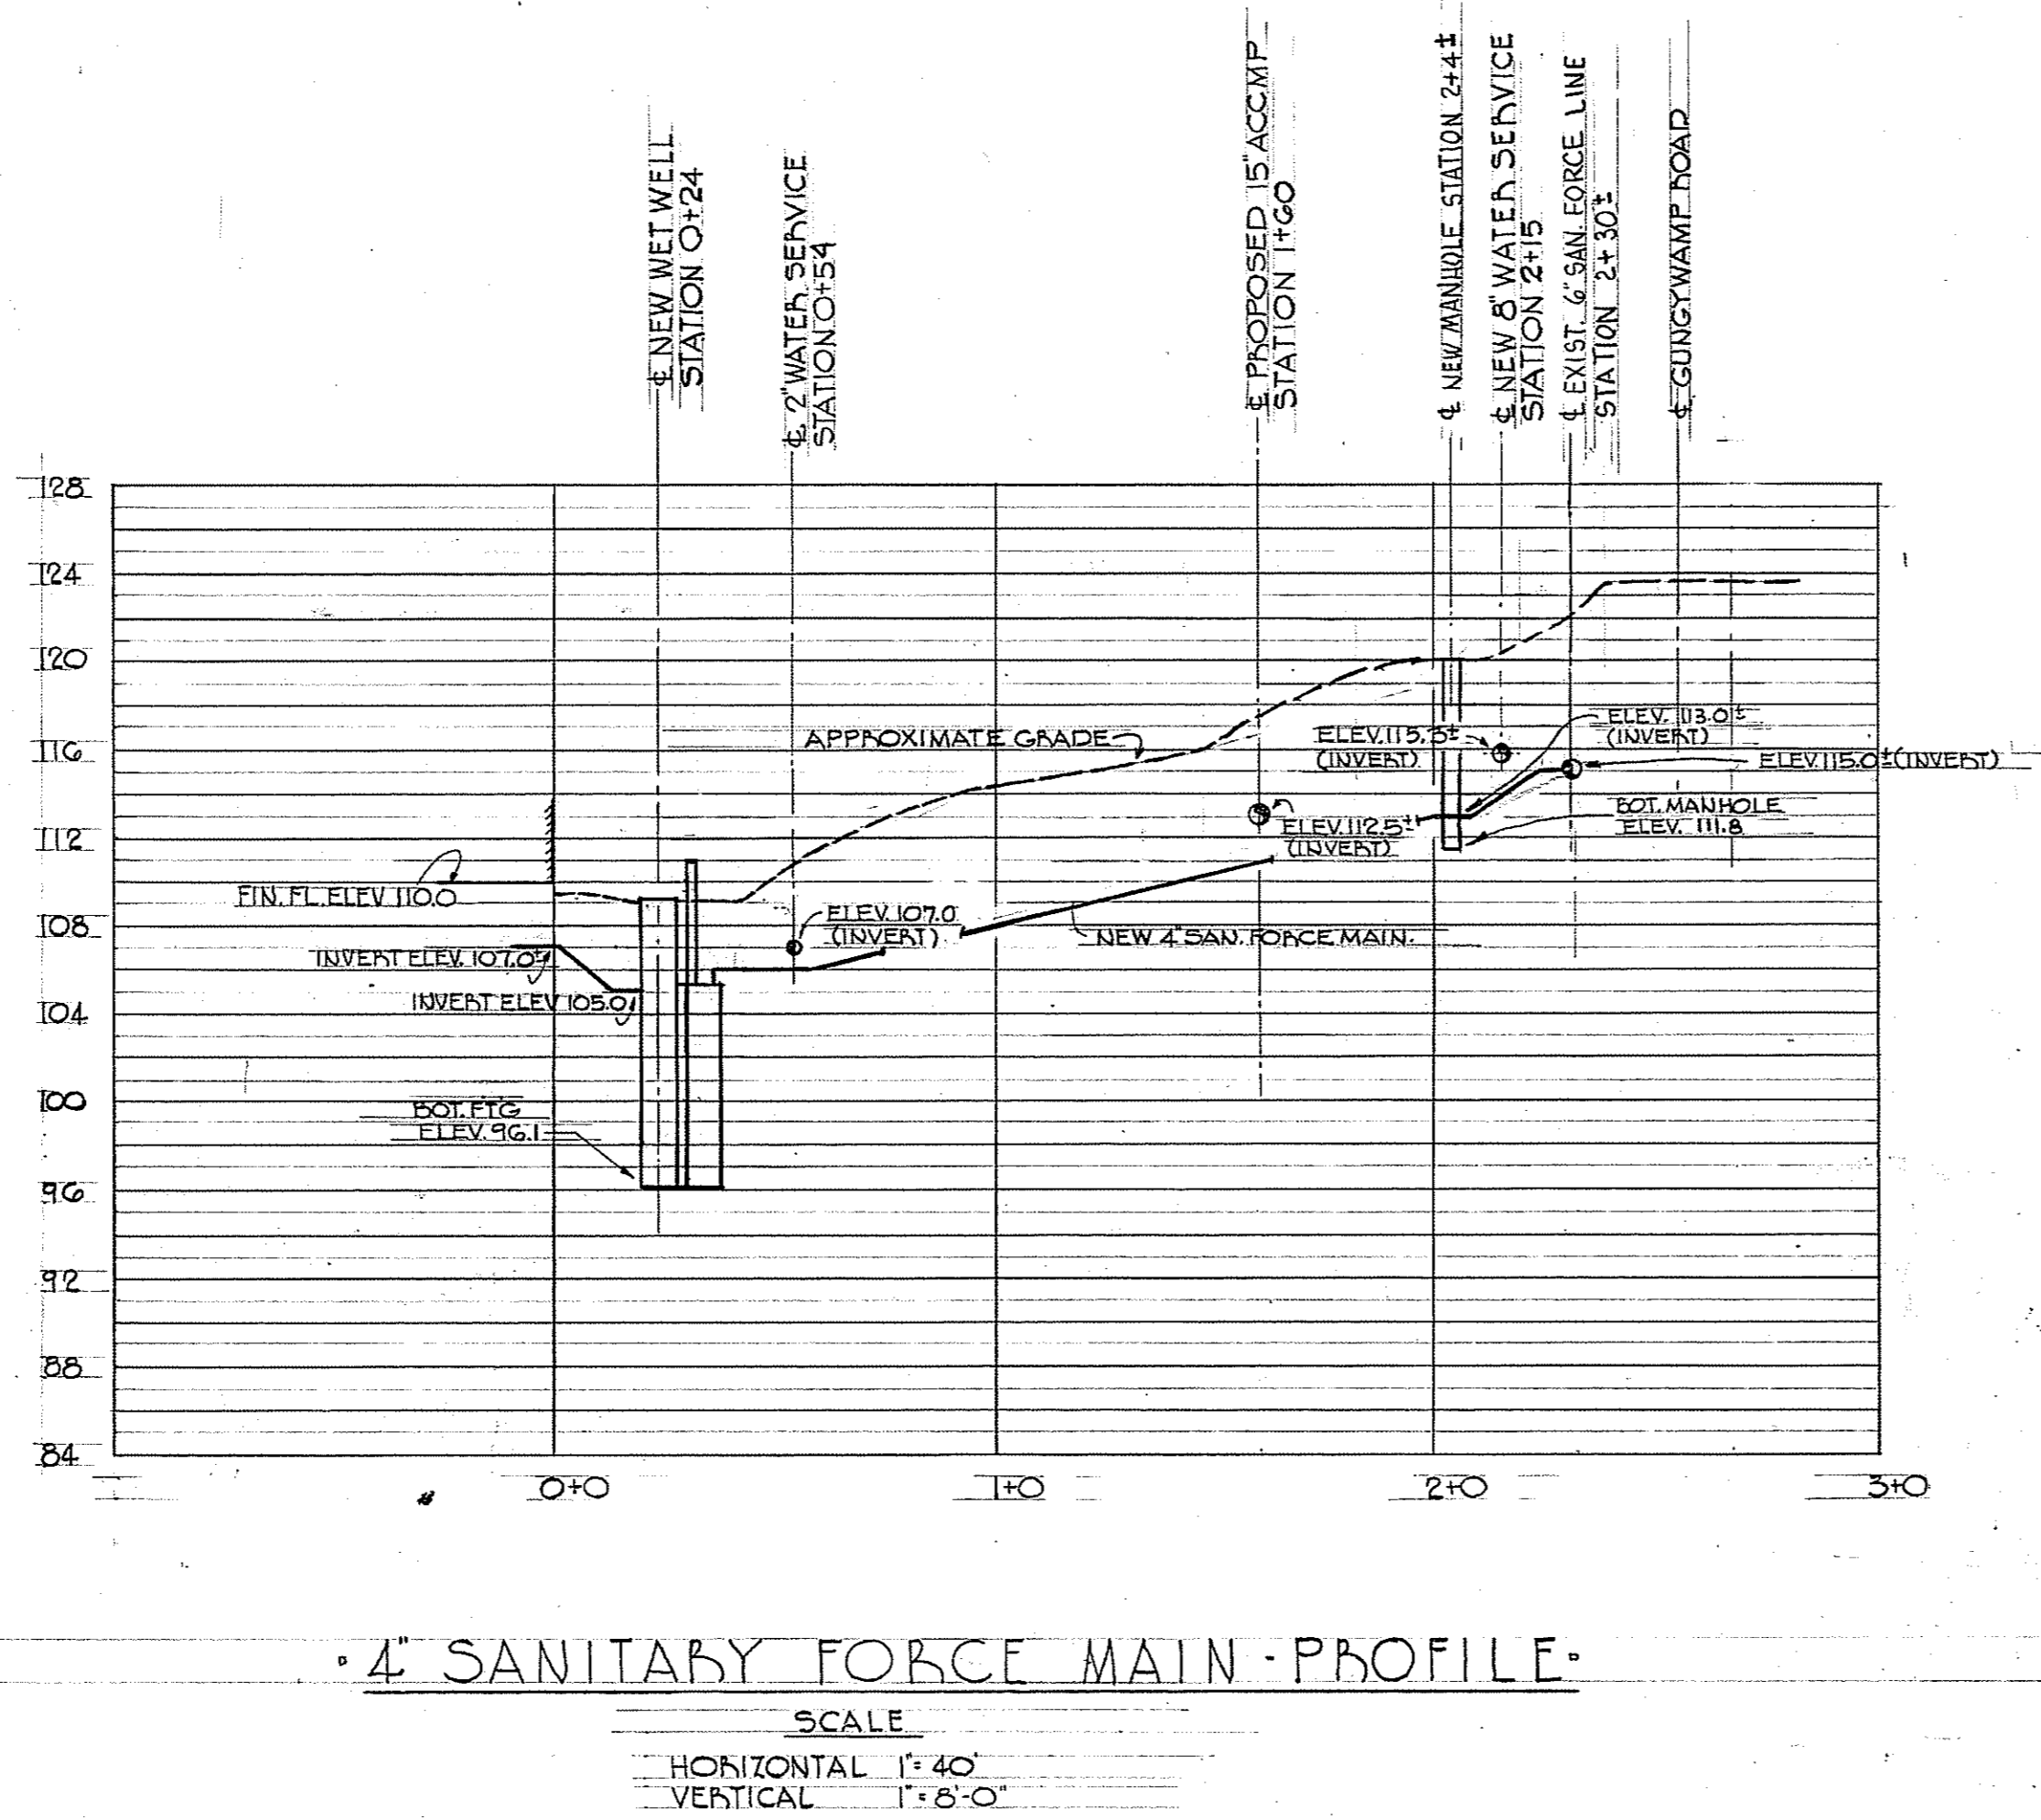 ℄ NEW WET WELL
STATION 0+24
℄ 2" WATER SERVICE
STATION 0+54
℄ PROPOSED 15" ACCMP
STATION 1+60
℄ NEW MANHOLE STATION 2+4±
℄ NEW 8" WATER SERVICE
STATION 2+15
℄ EXIST. 6" SAN. FORCE LINE
STATION 2+30±
℄ GUNGYWAMP ROAD
128
124
120
116
112
108
104
100
96
92
88
84
APPROXIMATE GRADE
ELEV. 115.3±
(INVERT)
ELEV. 113.0±
(INVERT)
ELEV. 115.0±(INVERT)
BOT. MANHOLE
ELEV. 111.8
ELEV. 112.5±
(INVERT)
FIN. FL. ELEV 110.0
ELEV. 107.0
(INVERT)
NEW 4" SAN. FORCE MAIN.
INVERT ELEV. 107.0±
INVERT ELEV 105.0
BOT. FTG
ELEV. 96.1
0+0
1+0
2+0
3+0
4" SANITARY FORCE MAIN - PROFILE
SCALE
HORIZONTAL 1"= 40'
VERTICAL 1"= 8'-0"